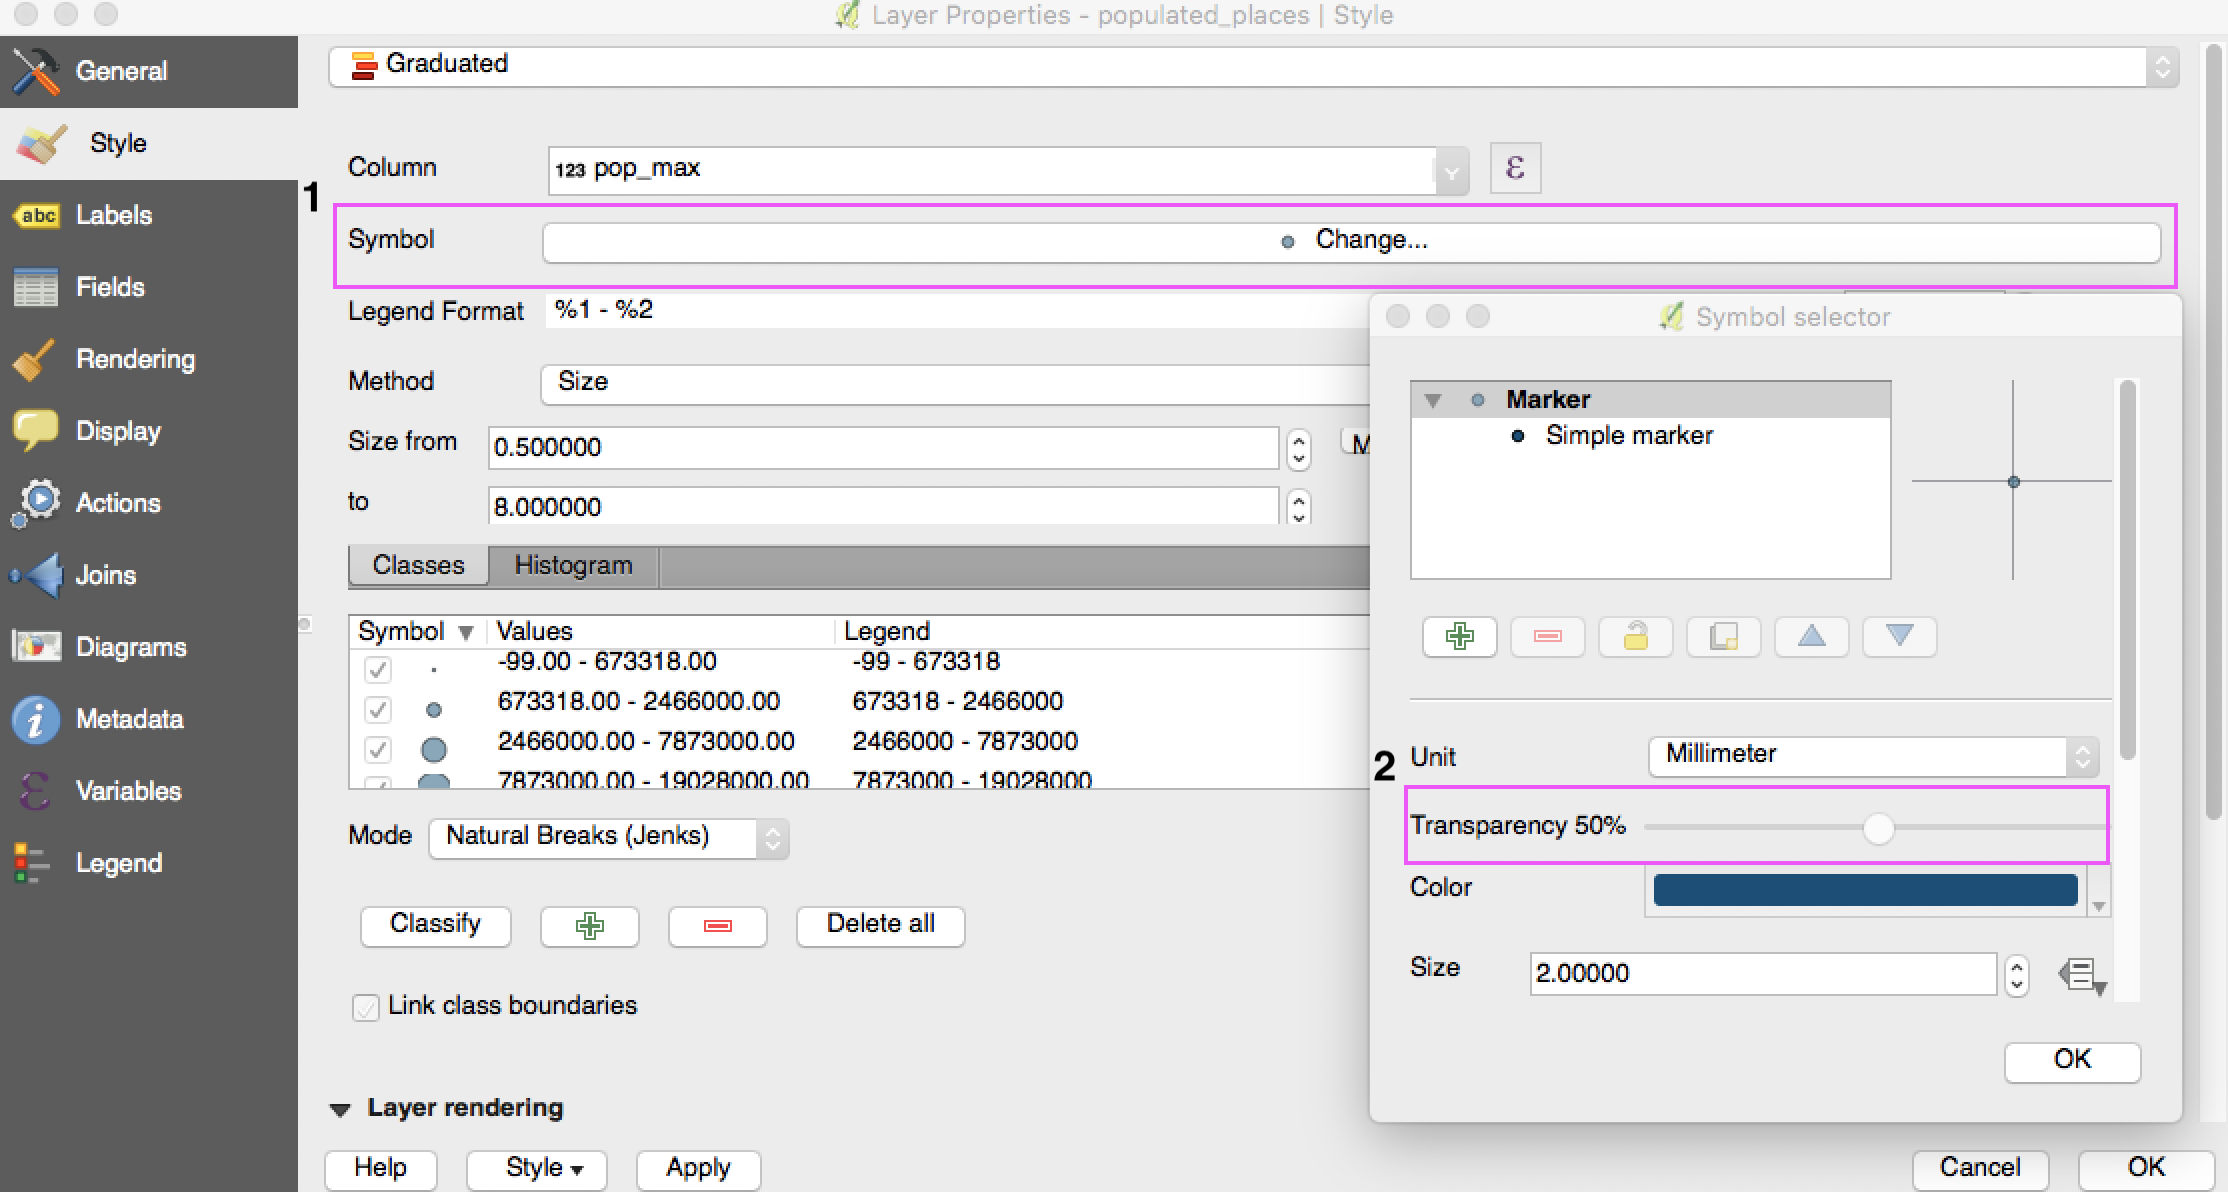 Layer Properties - populated_places | Style
General
Style
Labels
Fields
Rendering
Display
Actions
Joins
Diagrams
Metadata
Variables
Legend
Graduated
Column
123 pop_max
ε
1
Symbol
Change...
Legend Format
%1 - %2
Method
Size
Size from
0.500000
M
to
8.000000
Classes
Histogram
Symbol Values Legend
-99.00 - 673318.00 -99 - 673318
673318.00 - 2466000.00 673318 - 2466000
2466000.00 - 7873000.00 2466000 - 7873000
7873000.00 - 19028000.00 7873000 - 19028000
Mode
Natural Breaks (Jenks)
Classify
Delete all
Link class boundaries
Layer rendering
Help
Style
Apply
Cancel
OK
Symbol selector
Marker
Simple marker
Unit
Millimeter
2
Transparency 50%
Color
Size
2.00000
OK